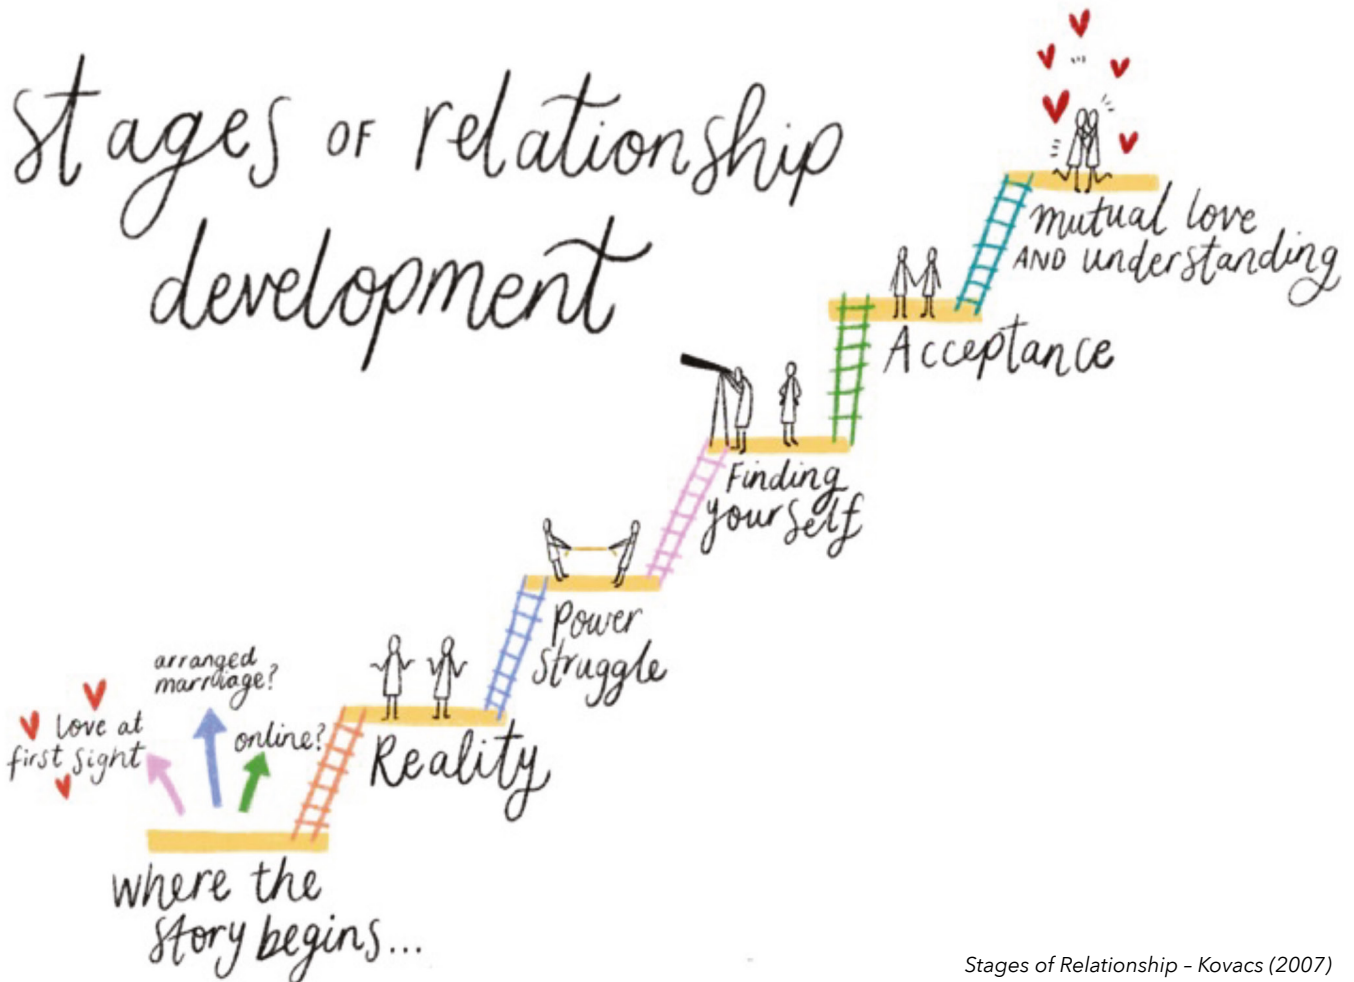 stages OF relationship
development
mutual love
AND understanding
Acceptance
Finding
yourself
Power
struggle
arranged
marriage?
love at
first sight
online?
Reality
where the
story begins...
Stages of Relationship – Kovacs (2007)